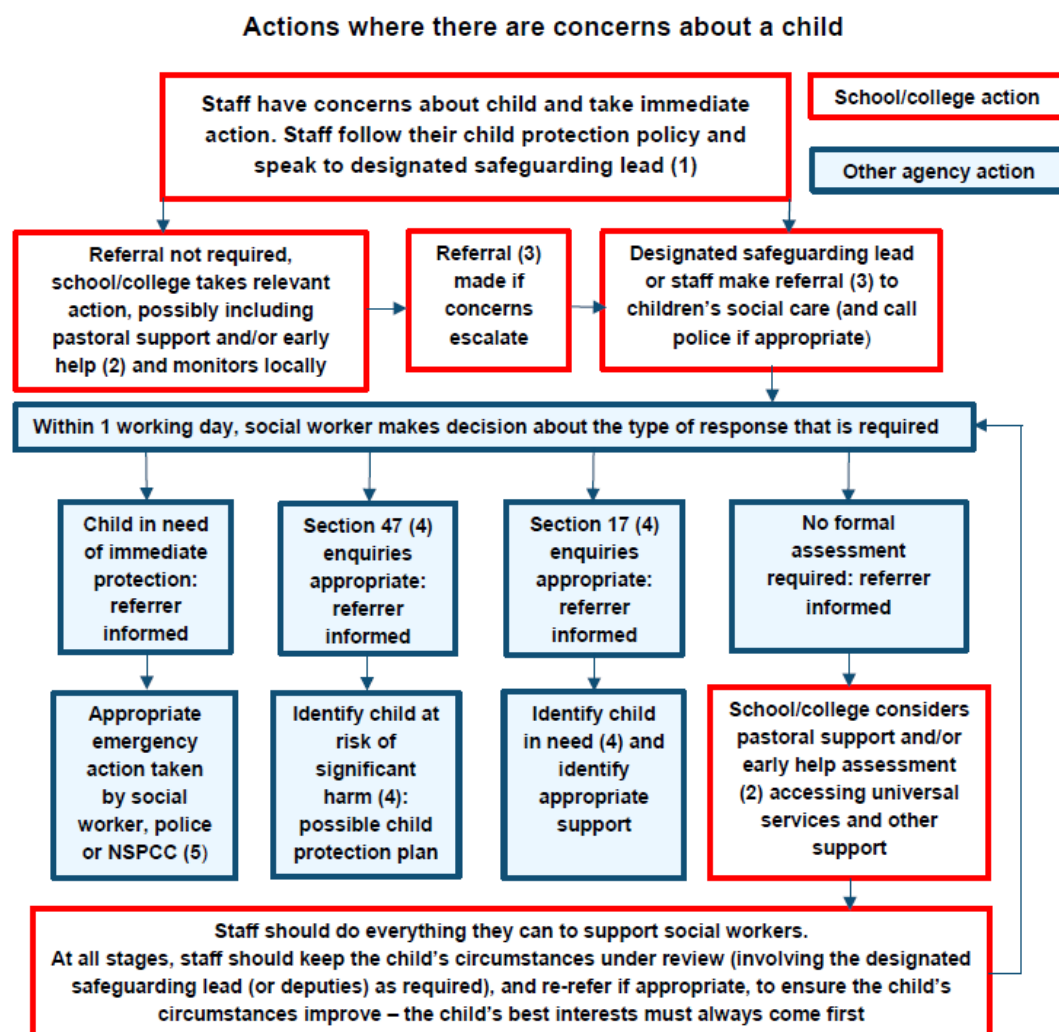 Actions where there are concerns about a child
Staff have concerns about child and take immediate
action. Staff follow their child protection policy and
speak to designated safeguarding lead (1)
School/college action
Other agency action
Referral not required,
school/college takes relevant
action, possibly including
pastoral support and/or early
help (2) and monitors locally
Referral (3)
made if
concerns
escalate
Designated safeguarding lead
or staff make referral (3) to
children’s social care (and call
police if appropriate)
Within 1 working day, social worker makes decision about the type of response that is required
Child in need
of immediate
protection:
referrer
informed
Section 47 (4)
enquiries
appropriate:
referrer
informed
Section 17 (4)
enquiries
appropriate:
referrer
informed
No formal
assessment
required: referrer
informed
Appropriate
emergency
action taken
by social
worker, police
or NSPCC (5)
Identify child at
risk of
significant
harm (4):
possible child
protection plan
Identify child
in need (4) and
identify
appropriate
support
School/college considers
pastoral support and/or
early help assessment
(2) accessing universal
services and other
support
Staff should do everything they can to support social workers.
At all stages, staff should keep the child’s circumstances under review (involving the designated
safeguarding lead (or deputies) as required), and re-refer if appropriate, to ensure the child’s
circumstances improve – the child’s best interests must always come first